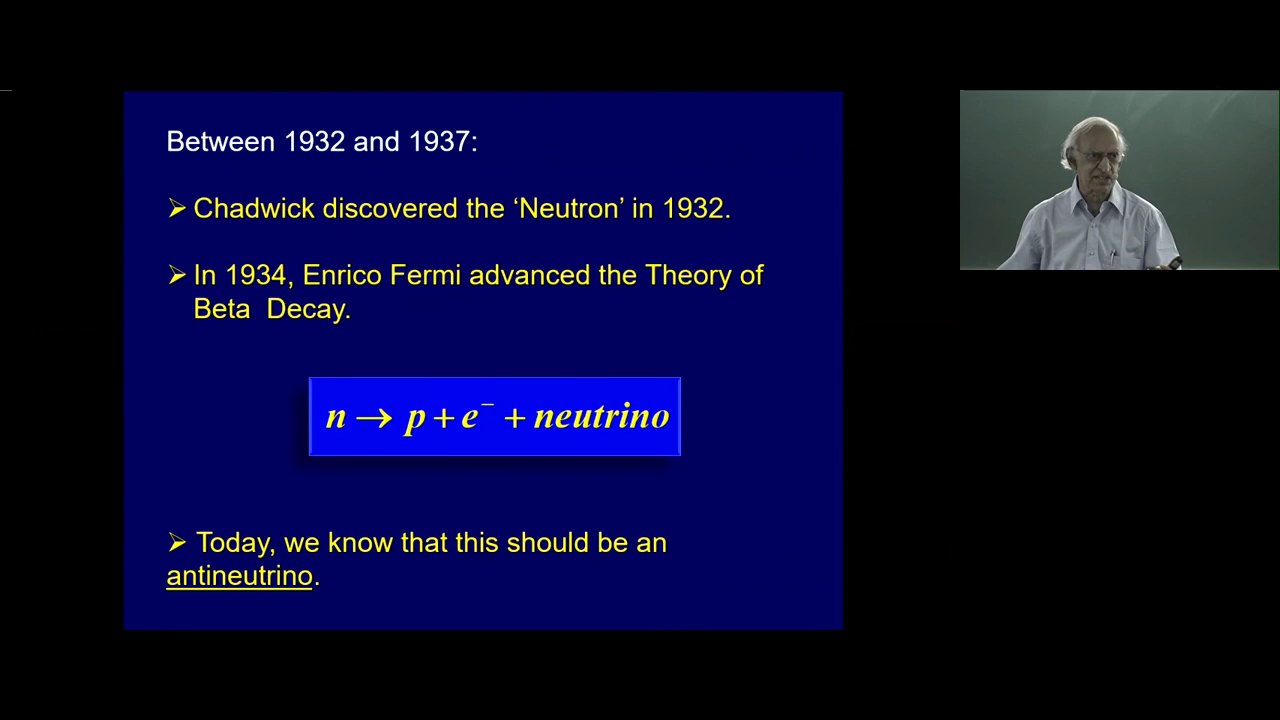 Between 1932 and 1937:
➢ Chadwick discovered the ‘Neutron’ in 1932.
➢ In 1934, Enrico Fermi advanced the Theory of
Beta Decay.
n → p + e⁻ + neutrino
➢ Today, we know that this should be an
antineutrino.